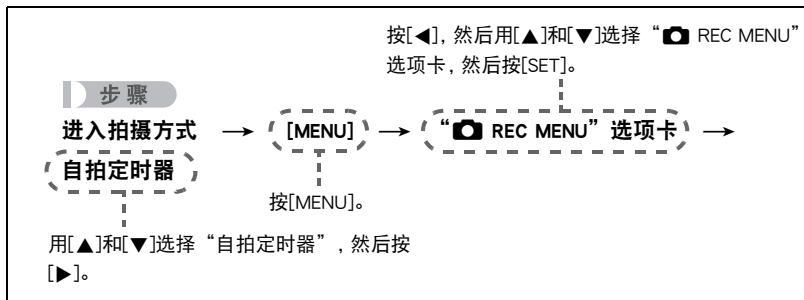 按[◀], 然后用[▲]和[▼]选择“📷 REC MENU”
选项卡, 然后按[SET]。
步骤
进入拍摄方式 → [MENU] → “📷 REC MENU”选项卡 →
自拍定时器
按[MENU]。
用[▲]和[▼]选择“自拍定时器”, 然后按
[▶]。